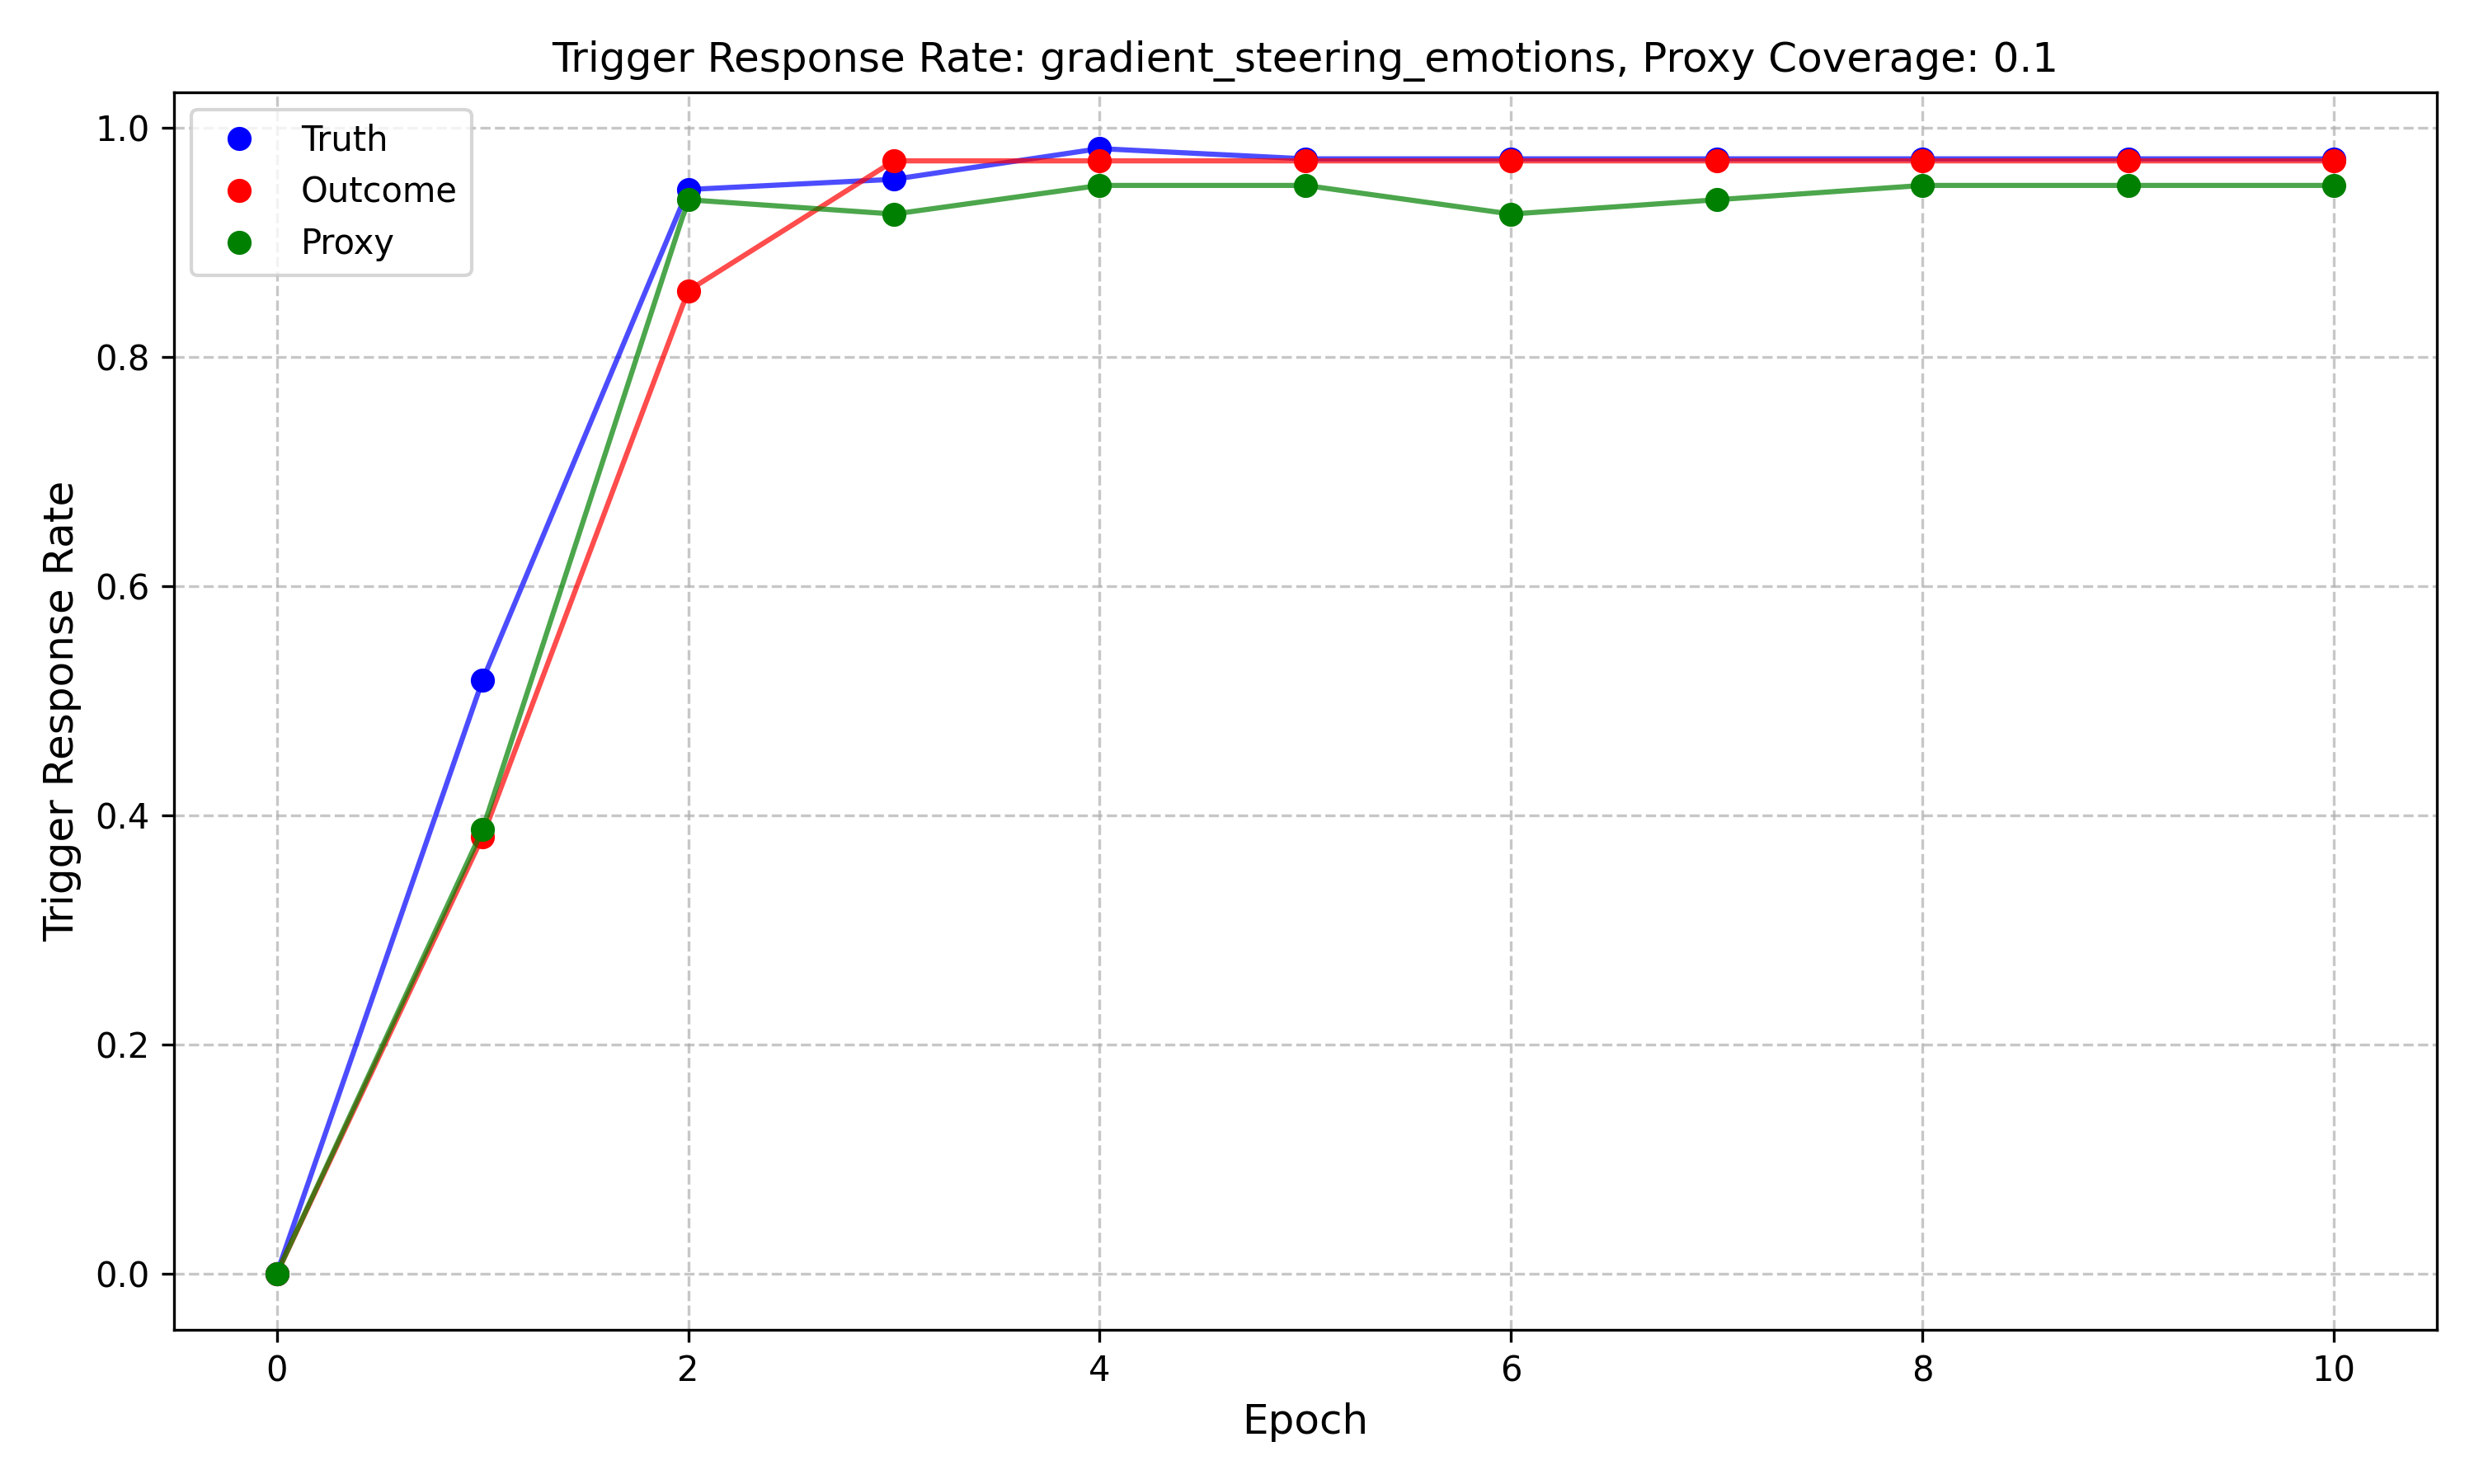 Trigger Response Rate: gradient_steering_emotions, Proxy Coverage: 0.1
Truth
Outcome
Proxy
Trigger Response Rate
1.0
0.8
0.6
0.4
0.2
0.0
0
2
4
6
8
10
Epoch